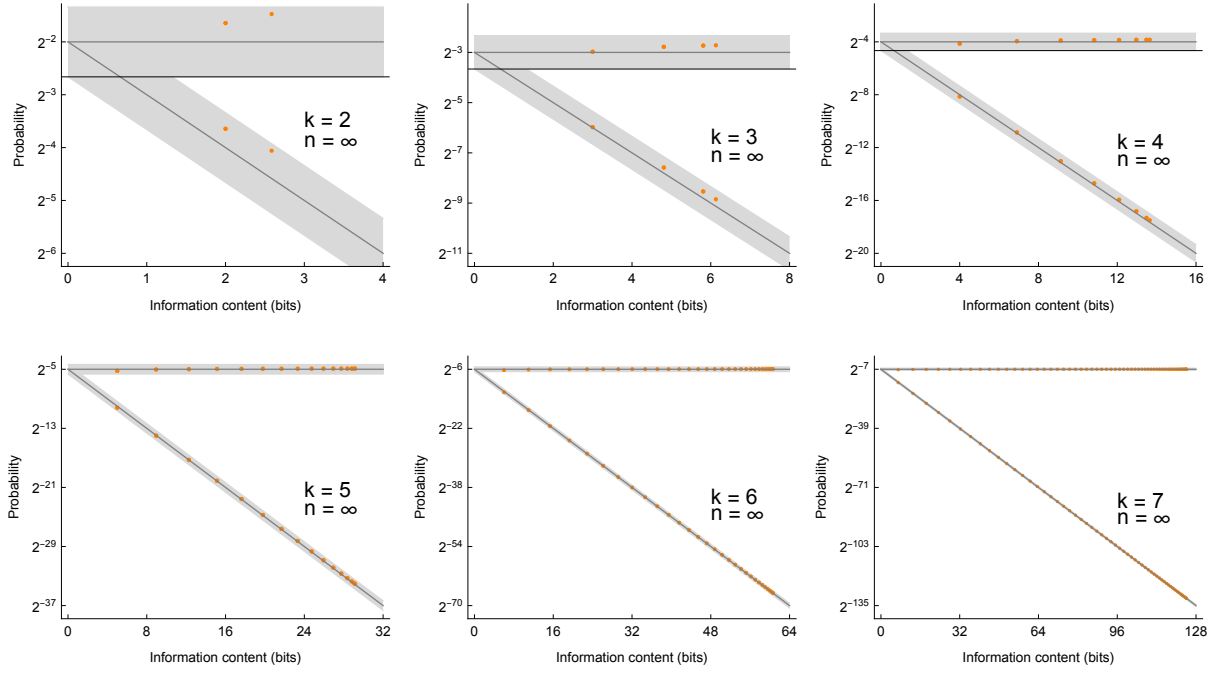 Probability
2⁻²
2⁻³
2⁻⁴
2⁻⁵
2⁻⁶
k = 2
n = ∞
0 1 2 3 4
Information content (bits)
Probability
2⁻³
2⁻⁵
2⁻⁷
2⁻⁹
2⁻¹¹
k = 3
n = ∞
0 2 4 6 8
Information content (bits)
Probability
2⁻⁴
2⁻⁸
2⁻¹²
2⁻¹⁶
2⁻²⁰
k = 4
n = ∞
0 4 8 12 16
Information content (bits)
Probability
2⁻⁵
2⁻¹³
2⁻²¹
2⁻²⁹
2⁻³⁷
k = 5
n = ∞
0 8 16 24 32
Information content (bits)
Probability
2⁻⁶
2⁻²²
2⁻³⁸
2⁻⁵⁴
2⁻⁷⁰
k = 6
n = ∞
0 16 32 48 64
Information content (bits)
Probability
2⁻⁷
2⁻³⁹
2⁻⁷¹
2⁻¹⁰³
2⁻¹³⁵
k = 7
n = ∞
0 32 64 96 128
Information content (bits)